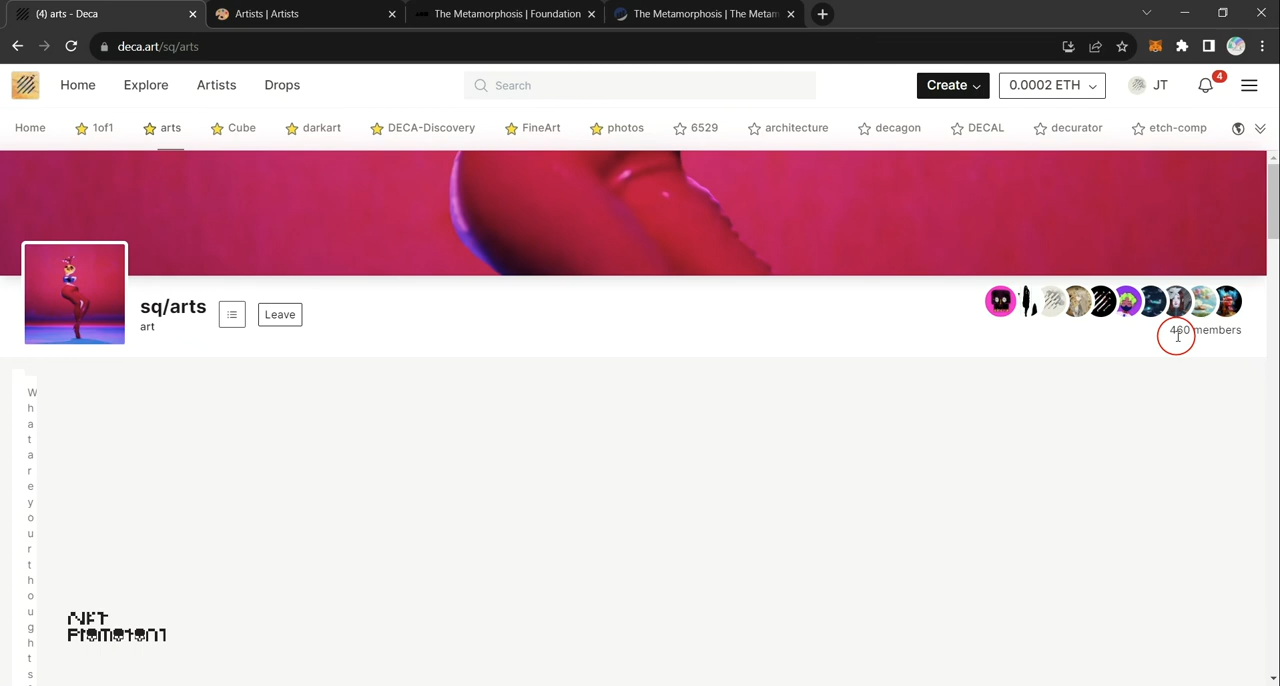 (4) arts - Deca
Artists | Artists
The Metamorphosis | Foundation
The Metamorphosis | The Metam
deca.art/sq/arts
Home Explore Artists Drops
Search
Create 0.0002 ETH JT 4
Home 1of1 arts Cube darkart DECA-Discovery FineArt photos 6529 architecture decagon DECAL decurator etch-comp
sq/arts
art
Leave
460 members
W
h
a
t
a
r
e
y
o
u
r
t
h
o
u
g
h
t
s
NFT